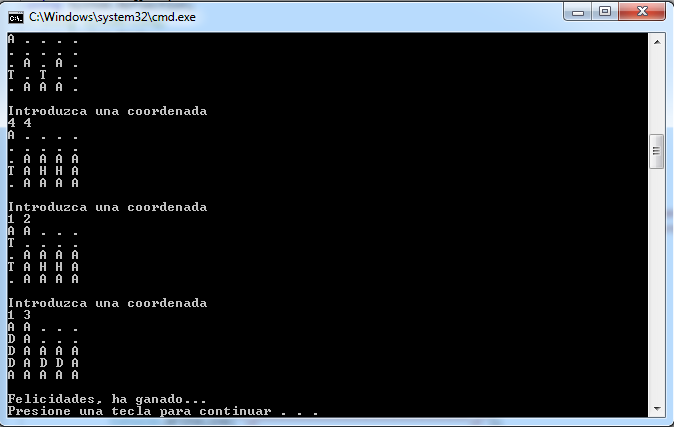 C:\Windows\system32\cmd.exe
A . . . .
. . . . .
. A . A .
T . T . .
. A A A .
Introduzca una coordenada
4 4
A . . . .
. . . . .
. A A A A
T A H H A
. A A A A
Introduzca una coordenada
1 2
A A . . .
T . . . .
. A A A A
T A H H A
. A A A A
Introduzca una coordenada
1 3
A A . . .
D A . . .
D A A A A
D A D D A
A A A A A
Felicidades, ha ganado...
Presione una tecla para continuar . . .